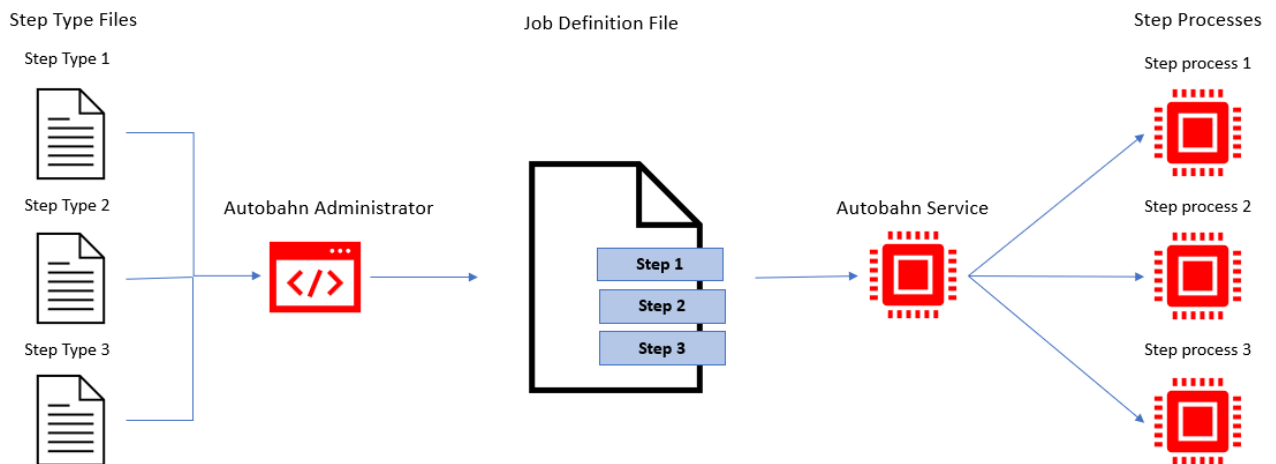 Step Type Files
Job Definition File
Step Processes
Step Type 1
Step process 1
Step Type 2
Autobahn Administrator
Autobahn Service
Step process 2
Step 1
Step 2
Step 3
Step Type 3
Step process 3